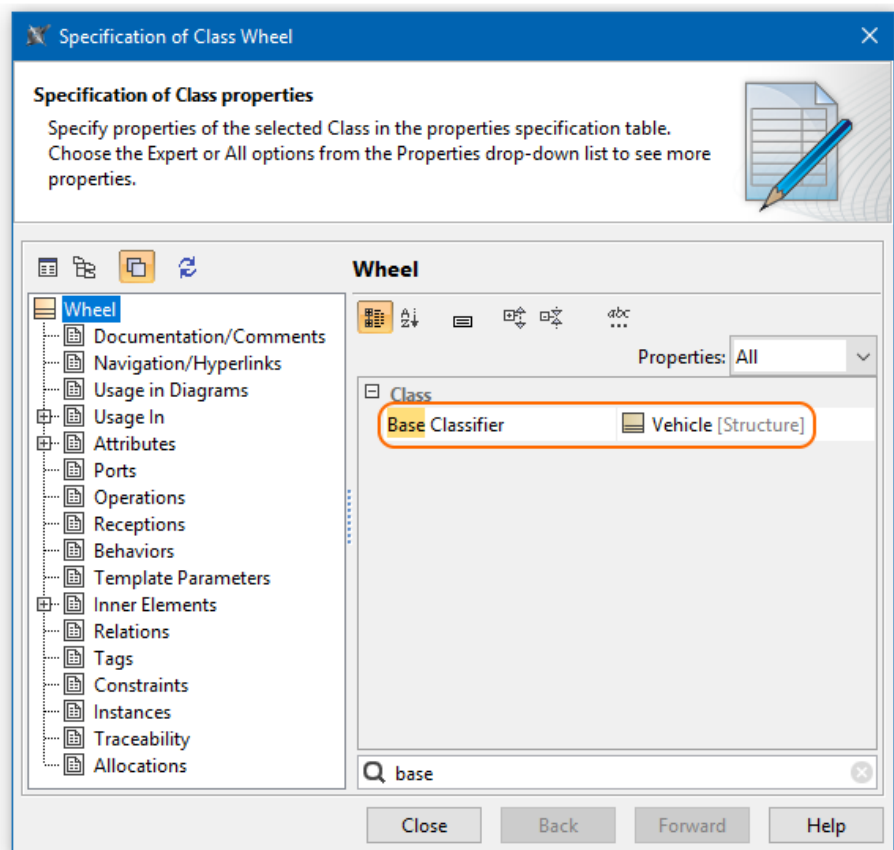 Specification of Class Wheel
Specification of Class properties
Specify properties of the selected Class in the properties specification table.
Choose the Expert or All options from the Properties drop-down list to see more
properties.
Wheel
Wheel
Documentation/Comments
Navigation/Hyperlinks
Usage in Diagrams
Usage In
Attributes
Ports
Operations
Receptions
Behaviors
Template Parameters
Inner Elements
Relations
Tags
Constraints
Instances
Traceability
Allocations
A
Z
abc
Properties: All
Class
Base Classifier Vehicle [Structure]
base
Close Back Forward Help